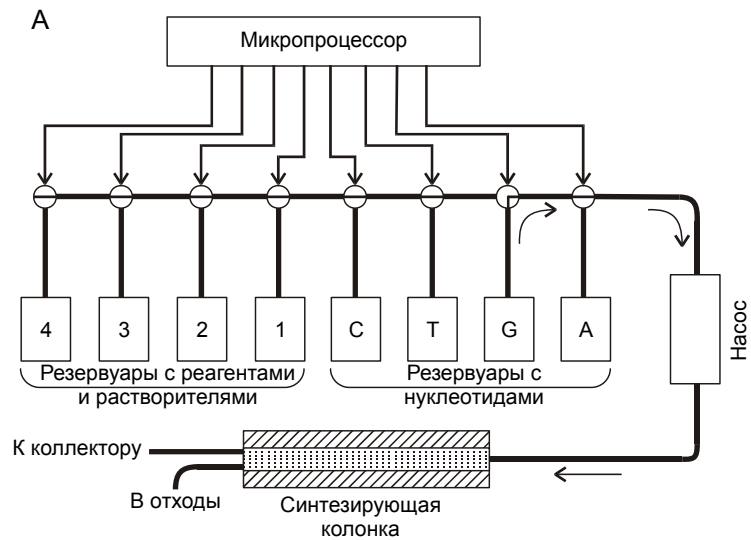 А
Микропроцессор
4 3 2 1 C T G A
Резервуары с реагентами
и растворителями
Резервуары с
нуклеотидами
Насос
К коллектору
В отходы
Синтезирующая
колонка